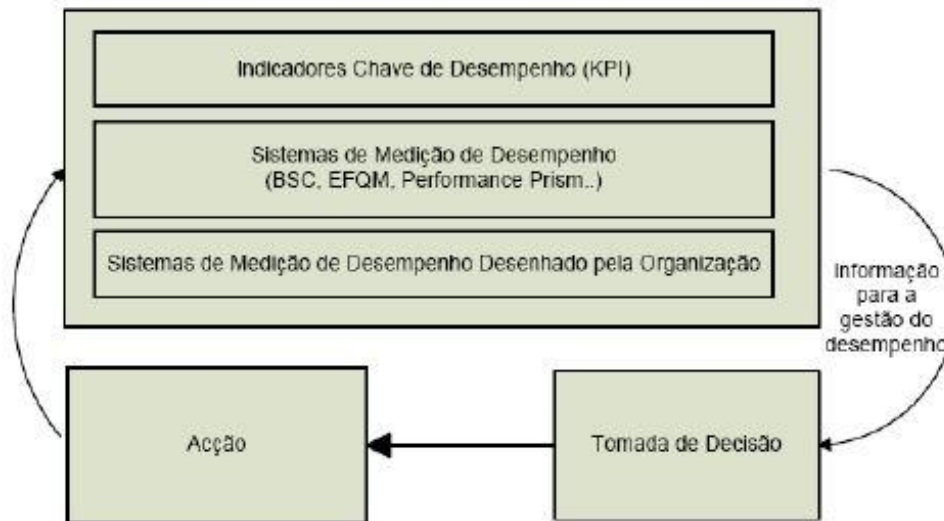 Indicadores Chave de Desempenho (KPI)
Sistemas de Medição de Desempenho
(BSC, EFQM, Performance Prism..)
Sistemas de Medição de Desempenho Desenhado pela Organização
Informação
para a
gestão do
desempenho
Acção
Tomada de Decisão